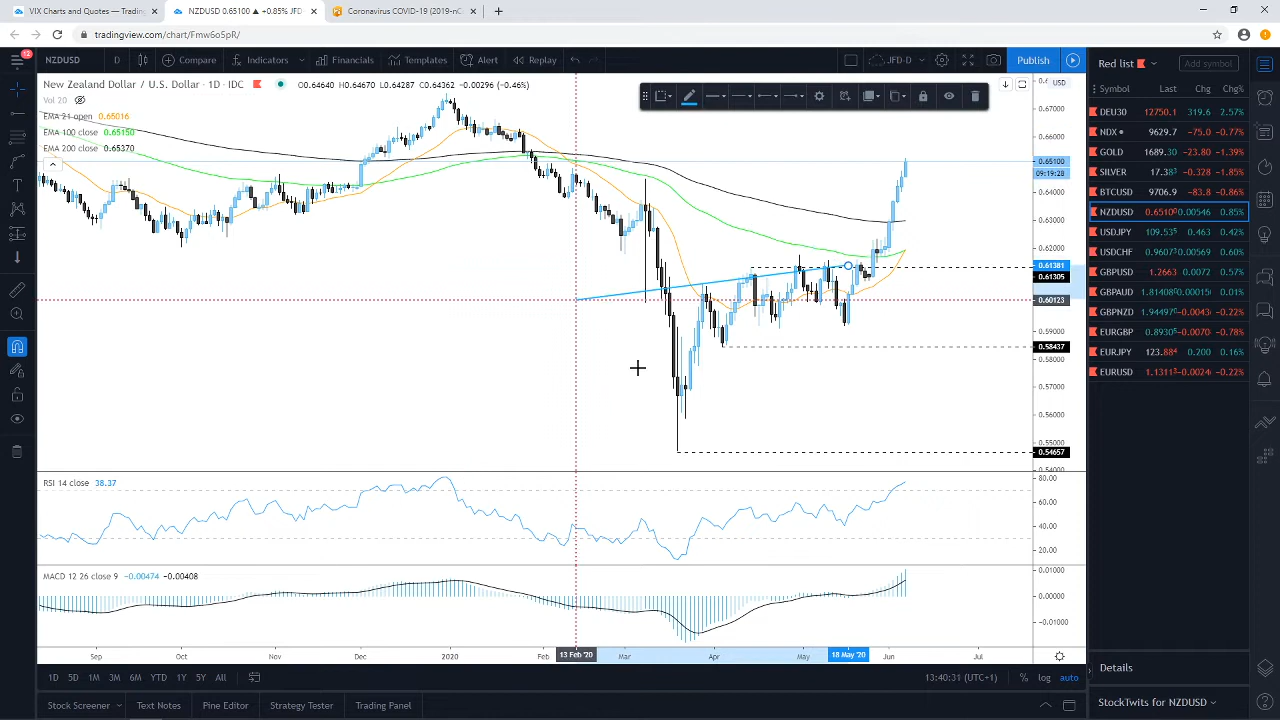 VIX Charts and Quotes — Trading
NZDUSD 0.65100 ▲ +0.85% JFD
Coronavirus COVID-19 (2019-nC
tradingview.com/chart/Fmw6o5pR/
12
NZDUSD
D
Compare
Indicators
Financials
Templates
Alert
Replay
JFD-D
Publish
Red list
Add symbol
New Zealand Dollar / U.S. Dollar · 1D · IDC
O0.64640 H0.64670 L0.64287 C0.64362 −0.00296 (−0.46%)
Vol 20
EMA 21 open 0.65016
EMA 100 close 0.65150
EMA 200 close 0.65370
USD
0.67000
0.66000
0.65100
09:19:28
0.64000
0.63000
0.62000
0.61381
0.61305
0.60123
0.59000
0.58437
0.58000
0.57000
0.56000
0.55000
0.54657
0.54000
Symbol Last Chg Chg%
DEU30 12750.1 319.6 2.57%
NDX 9629.7 -75.0 -0.77%
GOLD 1689.30 -23.80 -1.39%
SILVER 17.383 -0.328 -1.85%
BTCUSD 9706.9 -83.8 -0.86%
NZDUSD 0.65100 0.00546 0.85%
USDJPY 109.535 0.463 0.42%
USDCHF 0.96072 0.00569 0.60%
GBPUSD 1.2663 0.0072 0.57%
GBPAUD 1.81408 0.00015 0.01%
GBPNZD 1.94497 -0.0043 -0.22%
EURGBP 0.8930 -0.0070 -0.78%
EURJPY 123.884 0.200 0.16%
EURUSD 1.1311 -0.0024 -0.22%
RSI 14 close 38.37
80.00
60.00
40.00
20.00
MACD 12 26 close 9 −0.00474 −0.00408
0.01000
0.00000
−0.01000
Sep Oct Nov Dec 2020 Feb 13 Feb '20 Mar Apr May 18 May '20 Jun Jul
1D 5D 1M 3M 6M YTD 1Y 5Y All
13:40:31 (UTC+1) % log auto
Details
Stock Screener Text Notes Pine Editor Strategy Tester Trading Panel
StockTwits for NZDUSD